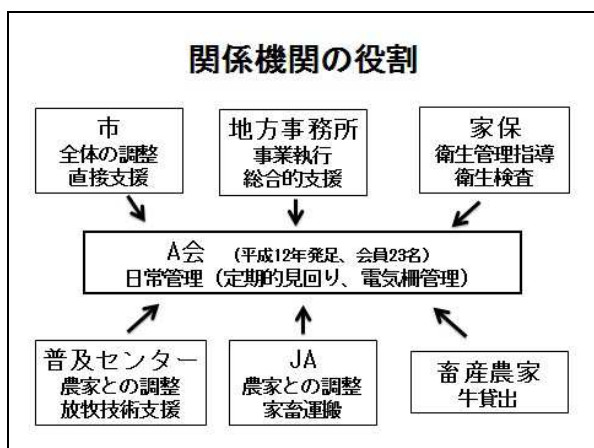 関係機関の役割
市
全体の調整
直接支援
地方事務所
事業執行
総合的支援
家保
衛生管理指導
衛生検査
A会　(平成12年発足、会員23名)
日常管理（定期的見回り、電気柵管理）
普及センター
農家との調整
放牧技術支援
JA
農家との調整
家畜運搬
畜産農家
牛貸出